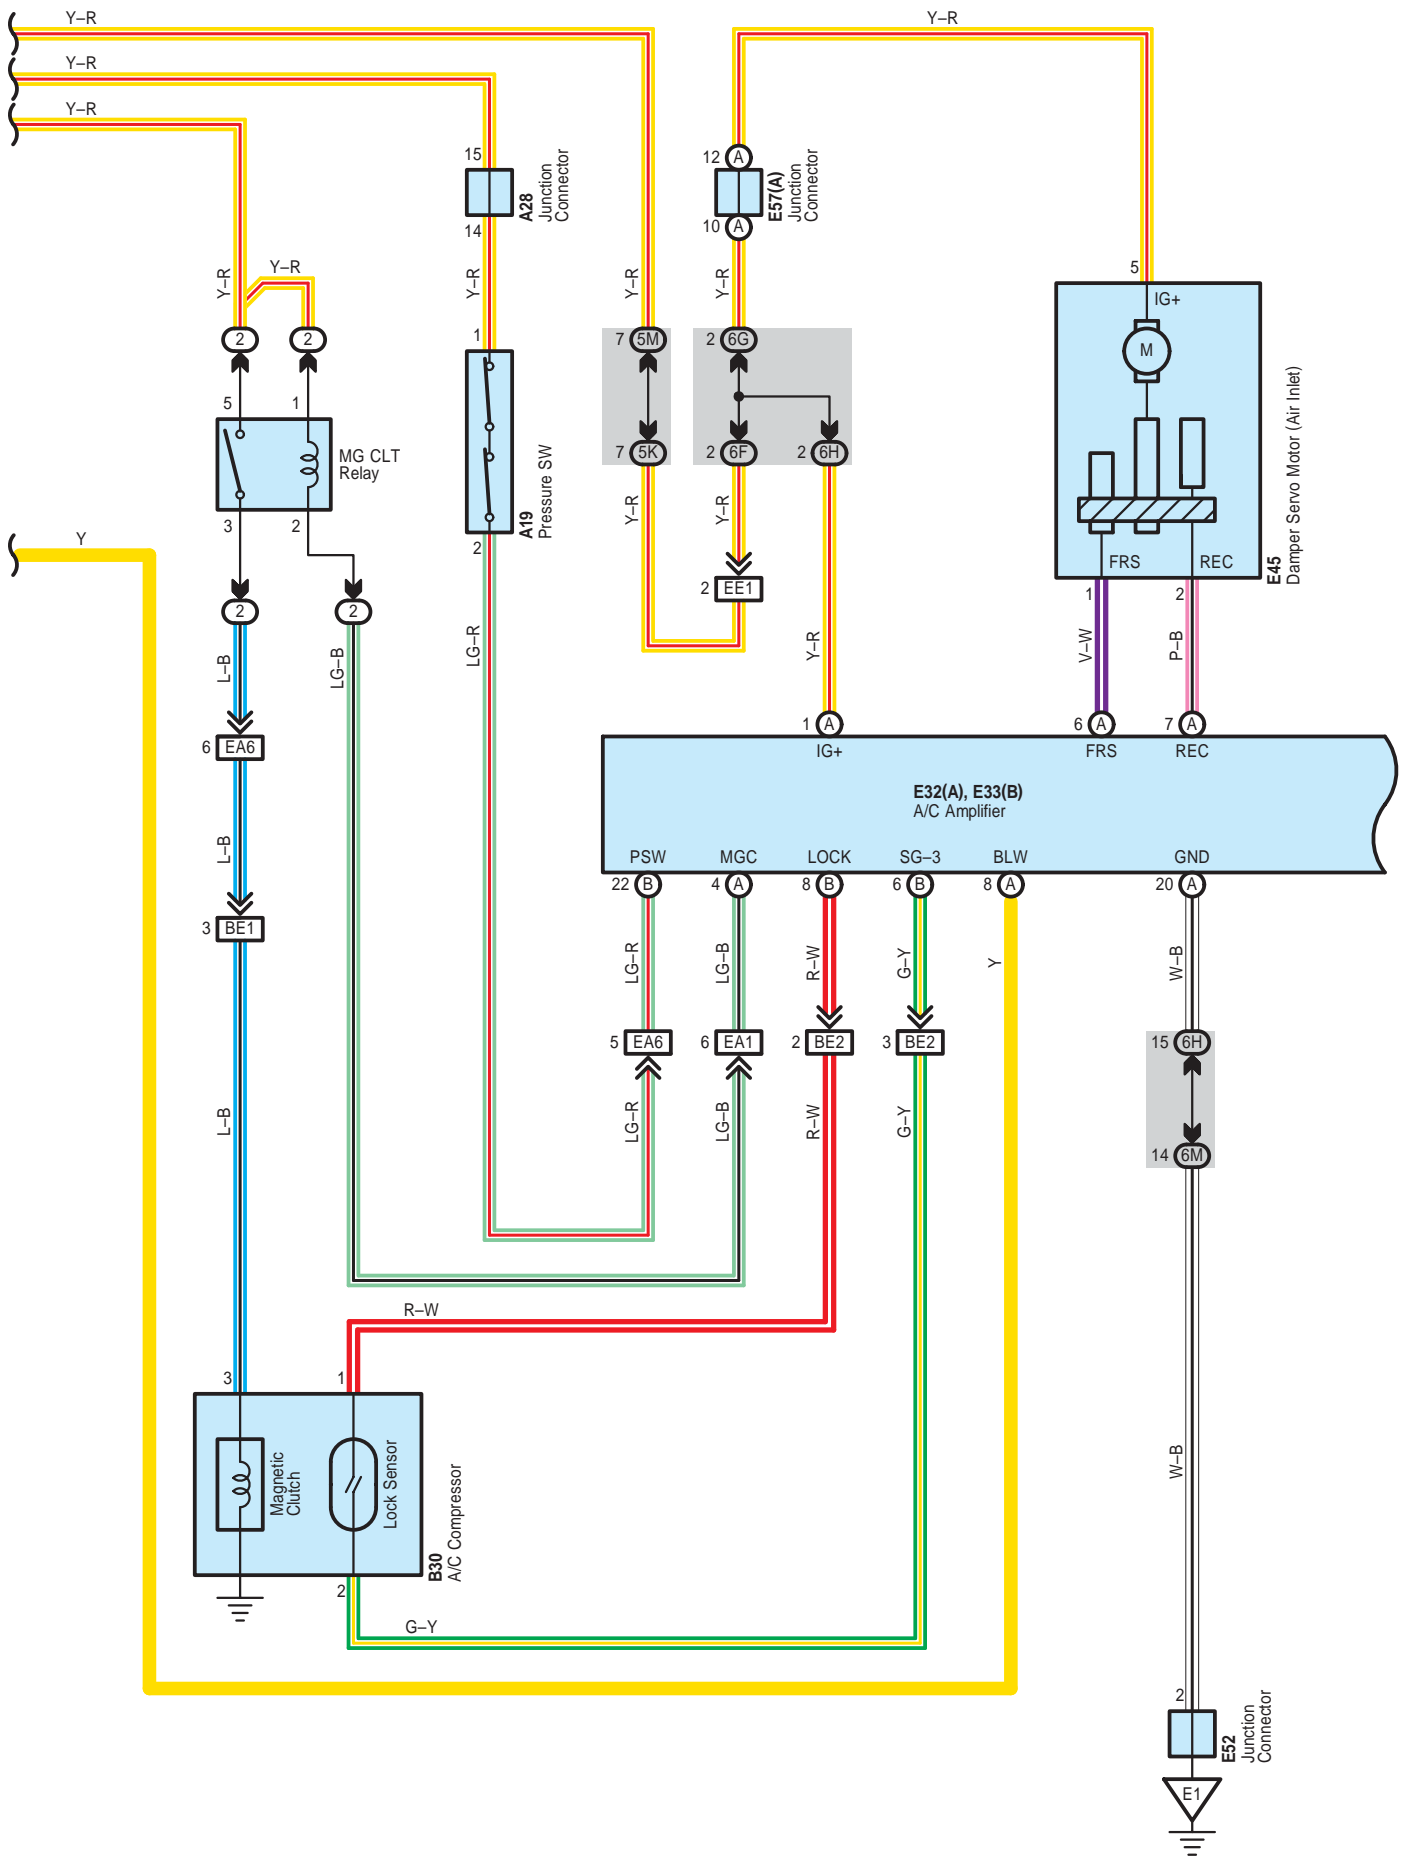 Y–R
Y–R
Y–R
Y–R
15
A28
Junction
Connector
14
12
A
E57(A)
Junction
Connector
10
A
Y–R
Y–R
Y–R
Y–R
Y–R
2
2
5
1
MG CLT
Relay
3
2
1
A19
Pressure SW
2
7
5M
7
5K
2
6G
2
6F
2
6H
5
IG+
M
FRS
REC
E45
Damper Servo Motor (Air Inlet)
1
2
Y
Y–R
Y–R
2
EE1
2
2
L–B
LG–B
LG–R
Y–R
V–W
P–B
6
EA6
1
A
6
A
7
A
IG+
FRS
REC
E32(A), E33(B)
A/C Amplifier
PSW
MGC
LOCK
SG–3
BLW
GND
22
B
4
A
8
B
6
B
8
A
20
A
L–B
3
BE1
LG–R
LG–B
R–W
G–Y
Y
W–B
5
EA6
6
EA1
2
BE2
3
BE2
15
6H
L–B
LG–R
LG–B
R–W
G–Y
14
6M
R–W
3
1
Magnetic
Clutch
Lock Sensor
B30
A/C Compressor
2
G–Y
W–B
2
E52
Junction
Connector
E1